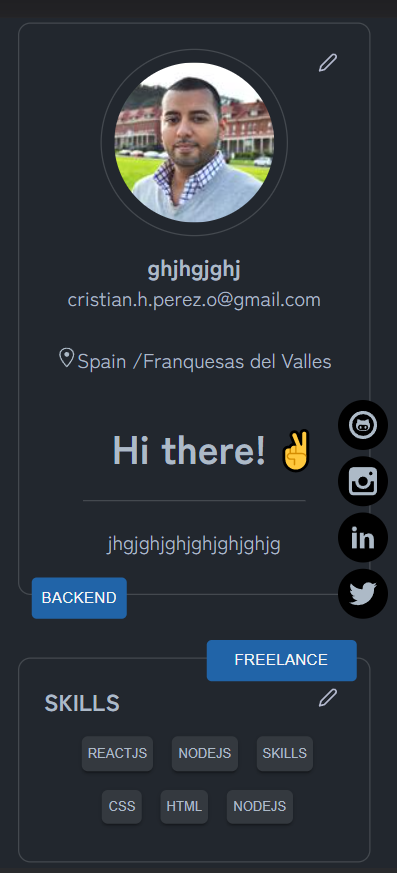 ghjhgjghj
cristian.h.perez.o@gmail.com
Spain /Franquesas del Valles
Hi there! ✌
jhgjghjghjghjghjghjg
BACKEND
FREELANCE
SKILLS
REACTJS NODEJS SKILLS
CSS HTML NODEJS